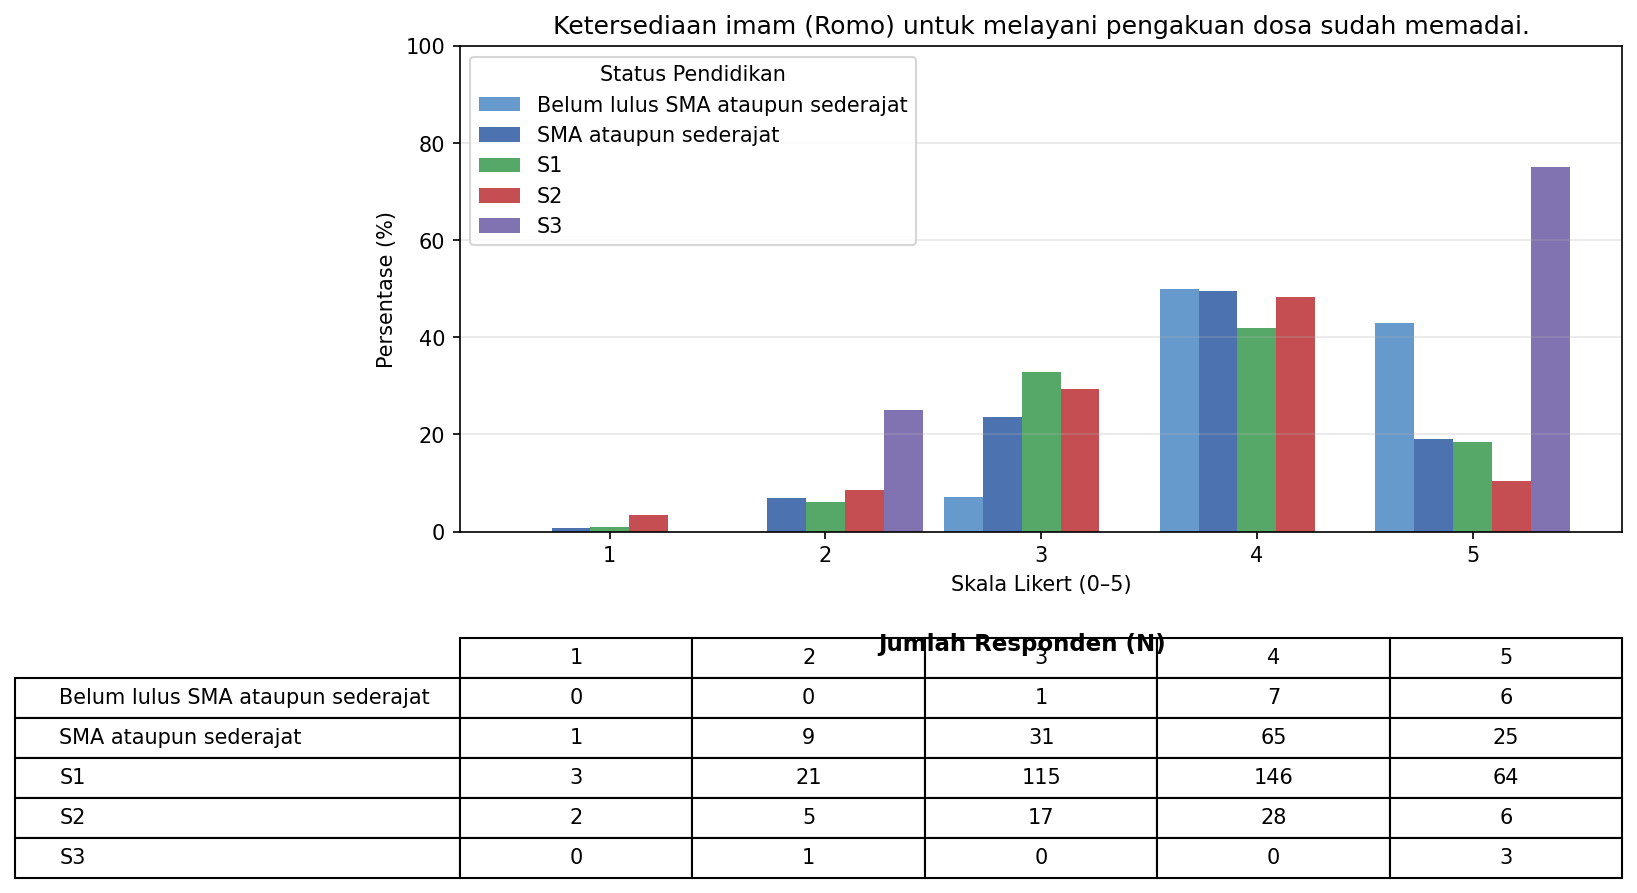 Ketersediaan imam (Romo) untuk melayani pengakuan dosa sudah memadai.
Status Pendidikan
Belum lulus SMA ataupun sederajat
SMA ataupun sederajat
S1
S2
S3
Persentase (%)
100
80
60
40
20
0
1 2 3 4 5
Skala Likert (0–5)
Jumlah Responden (N)
1 2 3 4 5
Belum lulus SMA ataupun sederajat 0 0 1 7 6
SMA ataupun sederajat 1 9 31 65 25
S1 3 21 115 146 64
S2 2 5 17 28 6
S3 0 1 0 0 3